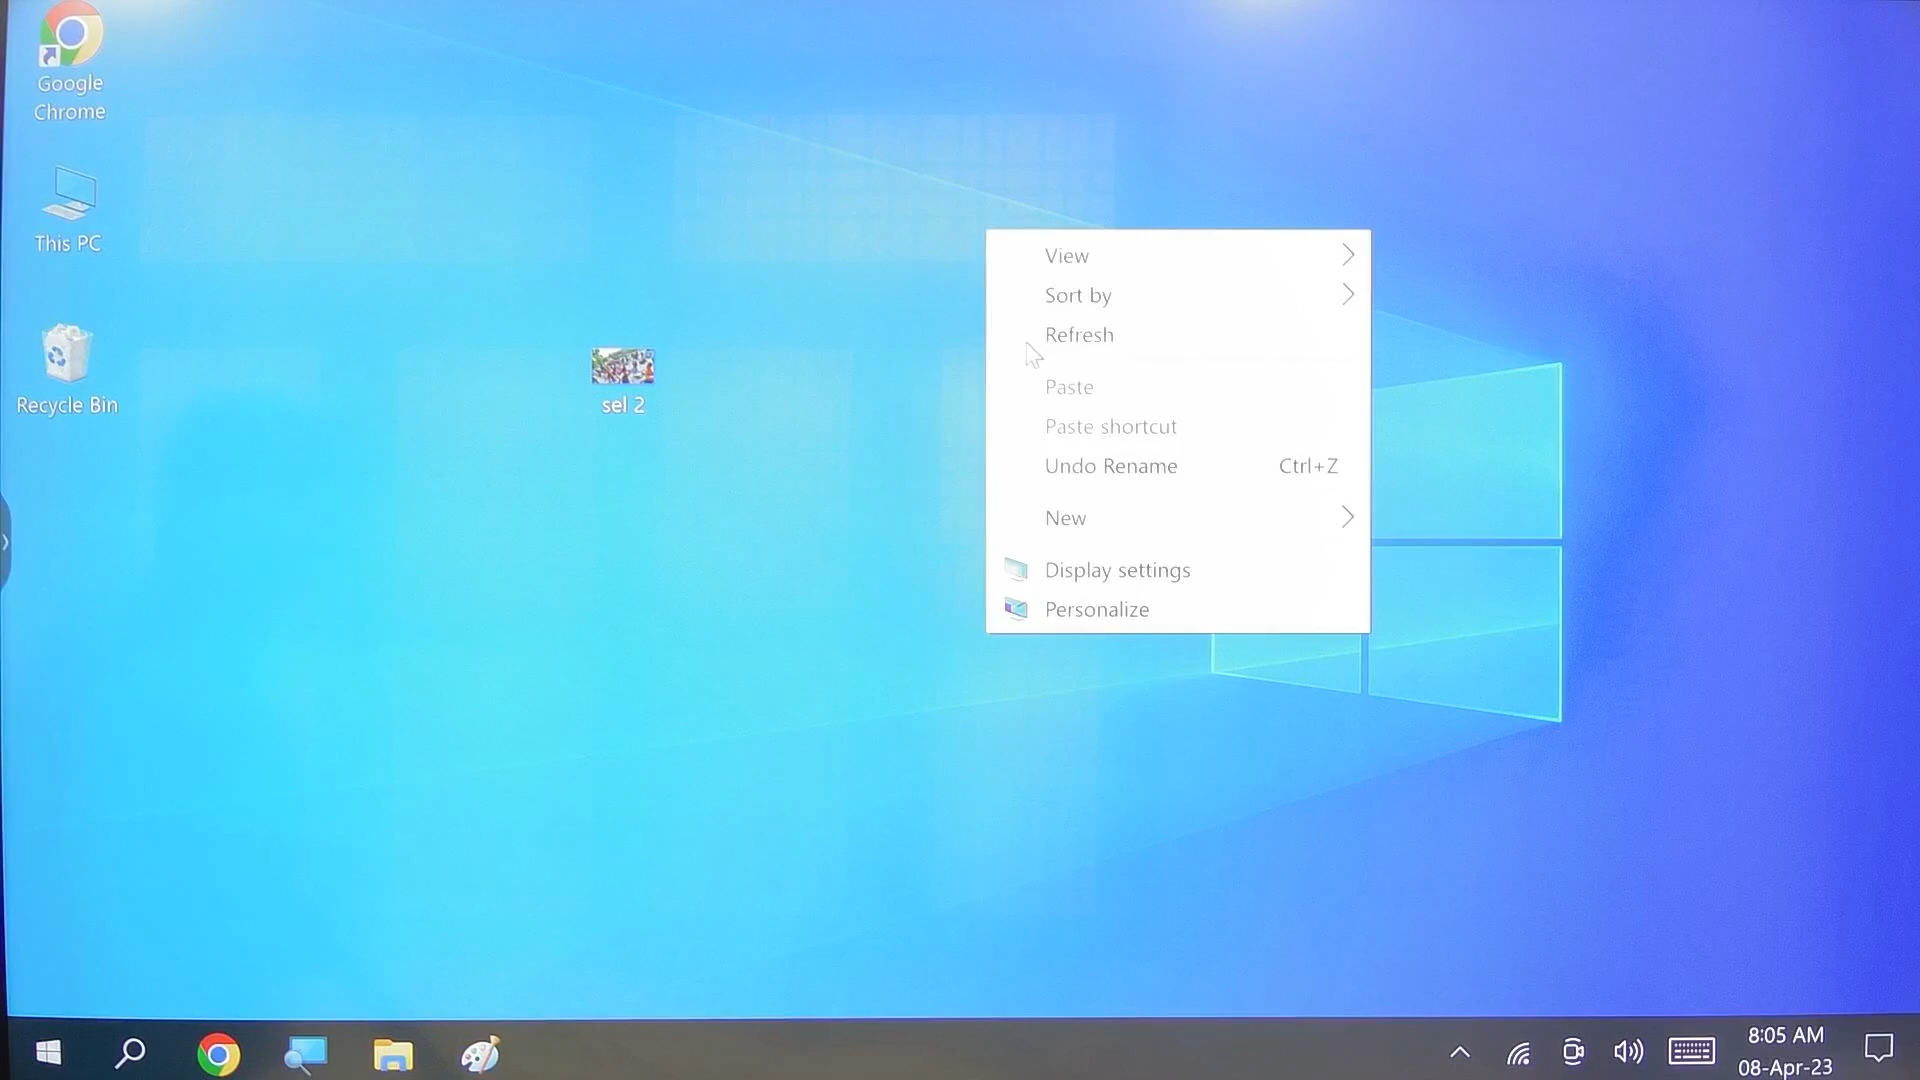 Google
Chrome
This PC
Recycle Bin
sel 2
View
Sort by
Refresh
Paste
Paste shortcut
Undo Rename Ctrl+Z
New
Display settings
Personalize
8:05 AM
08-Apr-23